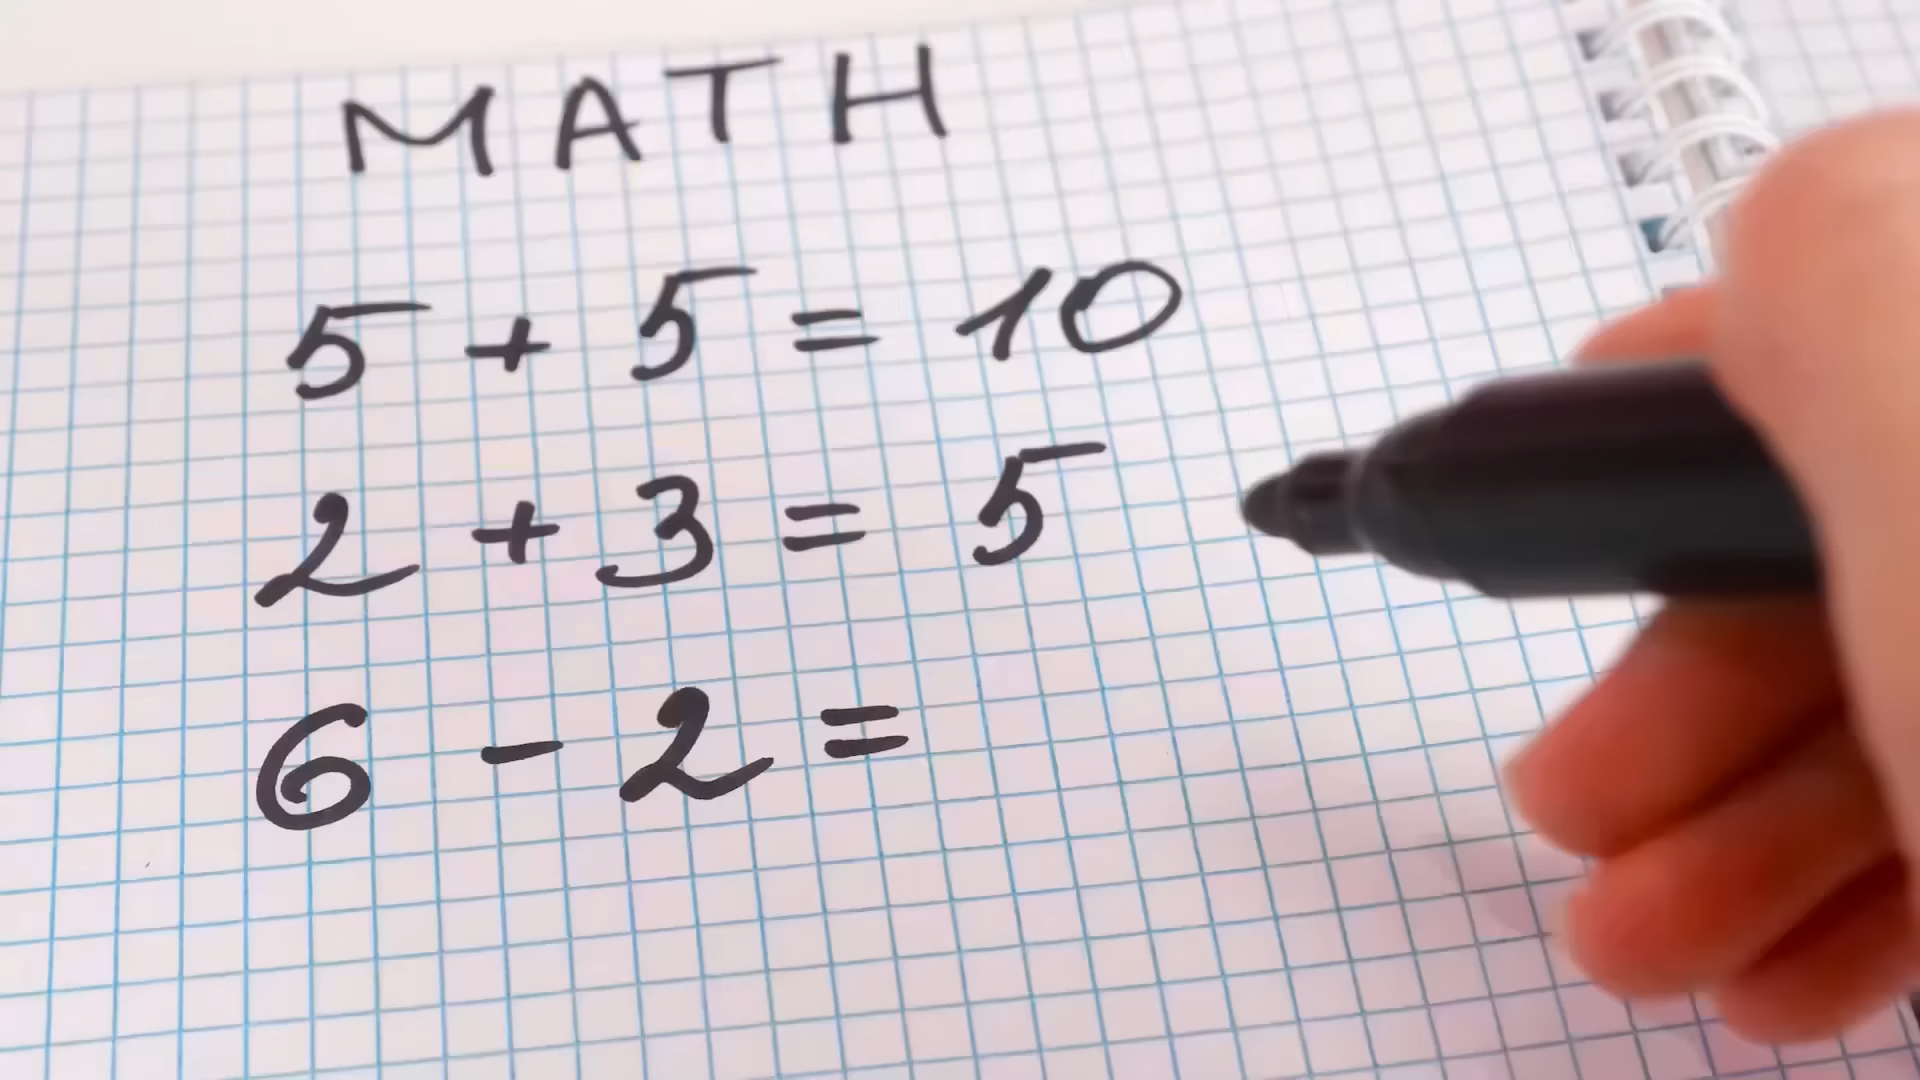 MATH
5 + 5 = 10
2 + 3 = 5
6 - 2 =